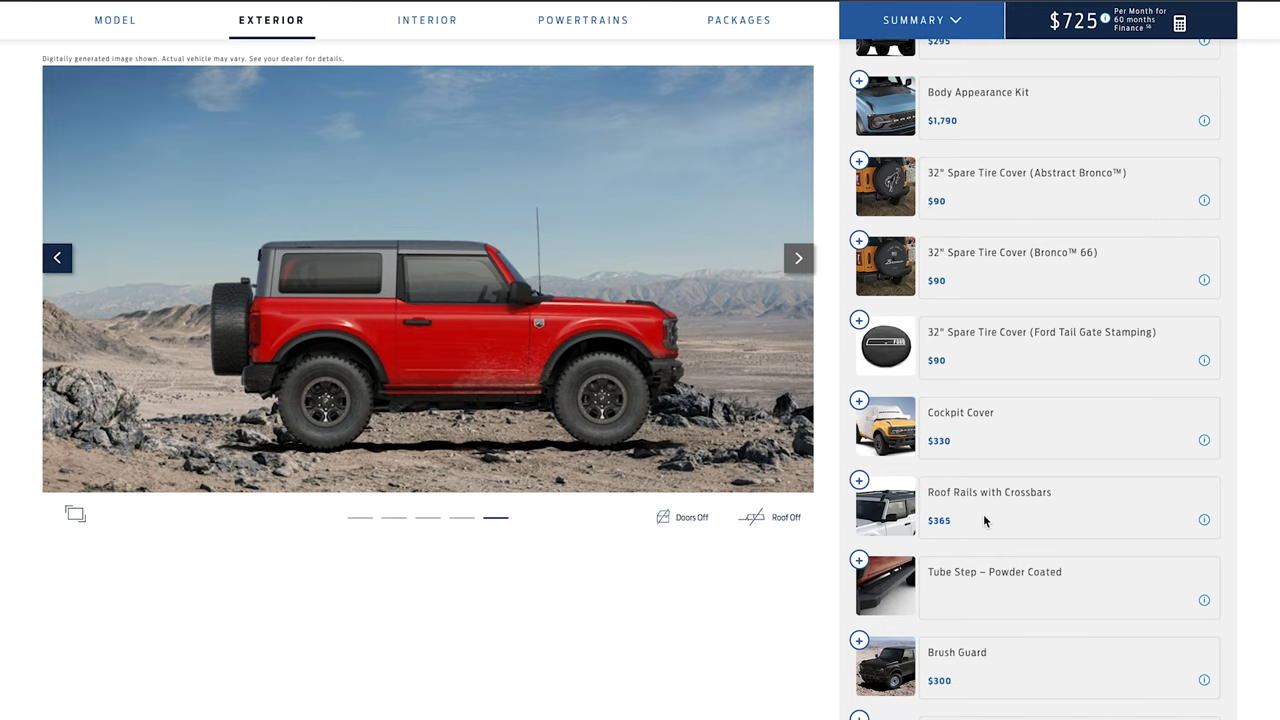 MODEL
EXTERIOR
INTERIOR
POWERTRAINS
PACKAGES
SUMMARY
$725
Per Month for
60 months
Finance
Digitally generated image shown. Actual vehicle may vary. See your dealer for details.
$295
Body Appearance Kit
$1,790
32" Spare Tire Cover (Abstract Bronco™)
$90
32" Spare Tire Cover (Bronco™ 66)
$90
32" Spare Tire Cover (Ford Tail Gate Stamping)
$90
FORD
Cockpit Cover
$330
Roof Rails with Crossbars
$365
Tube Step – Powder Coated
Brush Guard
$300
Doors Off
Roof Off